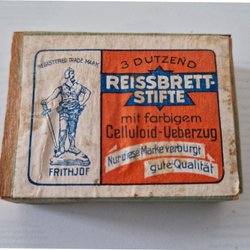 REGISTERED TRADE MARK
FRITHJOF
3 DUTZEND
REISSBRETT-
STIFTE
mit farbigem
Celluloid-Ueberzug
Nur diese Marke verbürgt
gute Qualität